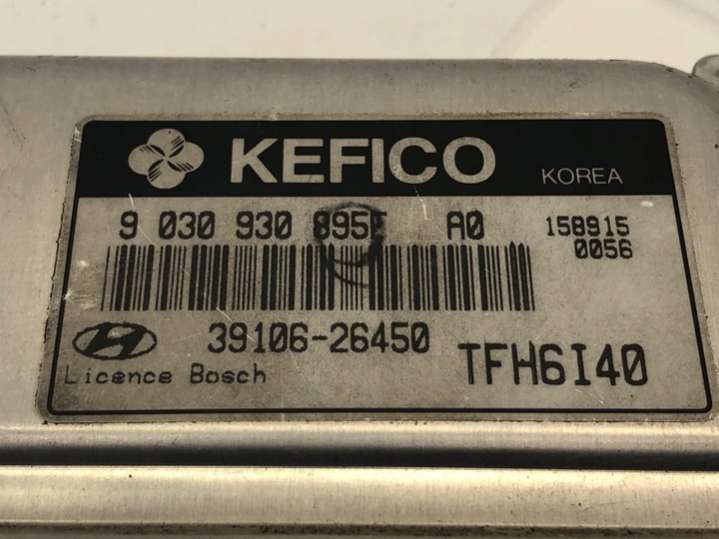 KEFICO KOREA
9 030 930 895F A0 158915
0056
39106-26450
TFH6I40
Licence Bosch